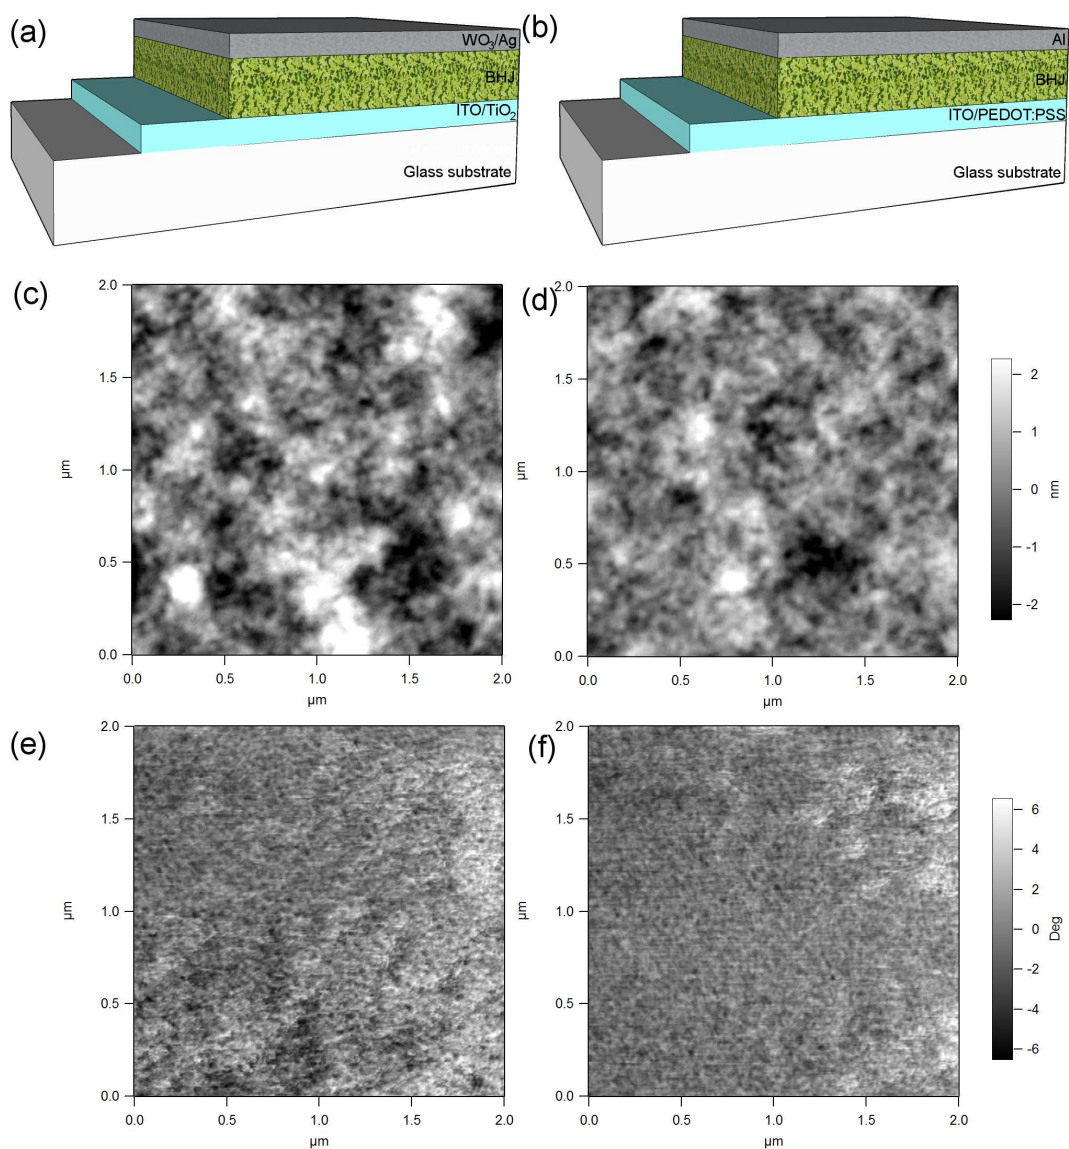 (a)
WO₃/Ag
BHJ
ITO/TiO₂
Glass substrate
(b)
Al
BHJ
ITO/PEDOT:PSS
Glass substrate
(c)
2.0
1.5
1.0
0.5
0.0
µm
0.0 0.5 1.0 1.5 2.0
µm
(d)
2.0
1.5
1.0
0.5
0.0
µm
0.0 0.5 1.0 1.5 2.0
µm
2
1
0
-1
-2
nm
(e)
2.0
1.5
1.0
0.5
0.0
µm
0.0 0.5 1.0 1.5 2.0
µm
(f)
2.0
1.5
1.0
0.5
0.0
µm
0.0 0.5 1.0 1.5 2.0
µm
6
4
2
0
-2
-4
-6
Deg